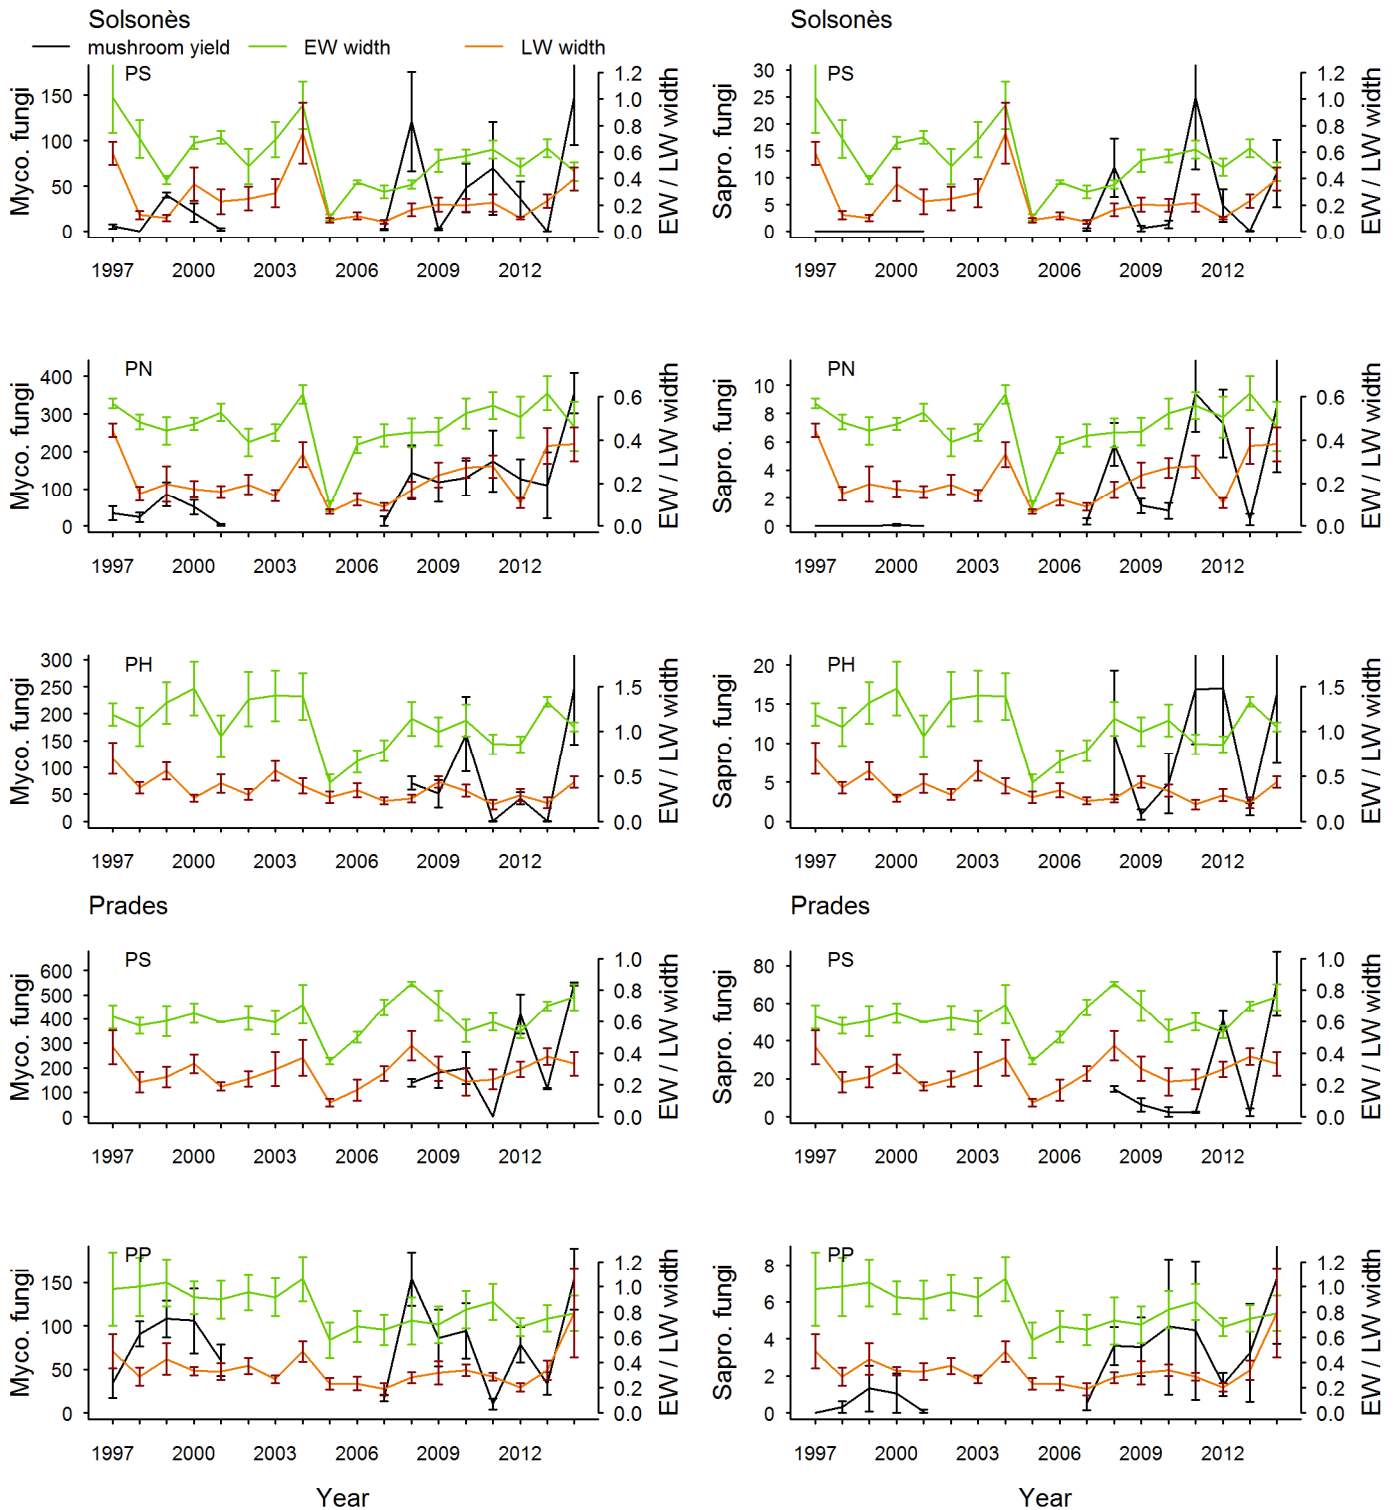 Solsonès Solsonès
mushroom yield EW width LW width
PS PS
Myco. fungi 0 50 100 150 EW / LW width 0.0 0.2 0.4 0.6 0.8 1.0 1.2
Sapro. fungi 0 5 10 15 20 25 30 EW / LW width 0.0 0.2 0.4 0.6 0.8 1.0 1.2
1997 2000 2003 2006 2009 2012 1997 2000 2003 2006 2009 2012
PN PN
Myco. fungi 0 100 200 300 400 EW / LW width 0.0 0.2 0.4 0.6
Sapro. fungi 0 2 4 6 8 10 EW / LW width 0.0 0.2 0.4 0.6
1997 2000 2003 2006 2009 2012 1997 2000 2003 2006 2009 2012
PH PH
Myco. fungi 0 50 100 150 200 250 300 EW / LW width 0.0 0.5 1.0 1.5
Sapro. fungi 0 5 10 15 20 EW / LW width 0.0 0.5 1.0 1.5
1997 2000 2003 2006 2009 2012 1997 2000 2003 2006 2009 2012
Prades Prades
PS PS
Myco. fungi 0 100 200 300 400 500 600 EW / LW width 0.0 0.2 0.4 0.6 0.8 1.0
Sapro. fungi 0 20 40 60 80 EW / LW width 0.0 0.2 0.4 0.6 0.8 1.0
1997 2000 2003 2006 2009 2012 1997 2000 2003 2006 2009 2012
PP PP
Myco. fungi 0 50 100 150 EW / LW width 0.0 0.2 0.4 0.6 0.8 1.0 1.2
Sapro. fungi 0 2 4 6 8 EW / LW width 0.0 0.2 0.4 0.6 0.8 1.0 1.2
1997 2000 2003 2006 2009 2012 1997 2000 2003 2006 2009 2012
Year Year